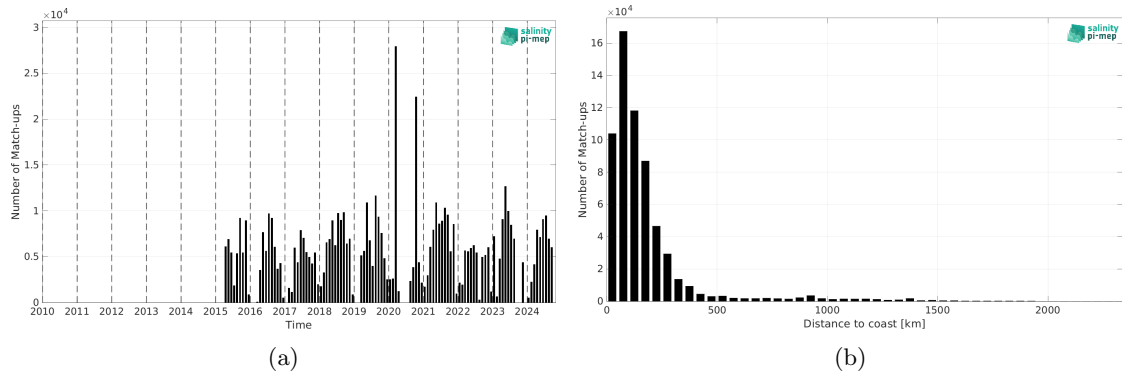 ×10⁴
3
2.5
2
1.5
1
0.5
0
Number of Match-ups
2010 2011 2012 2013 2014 2015 2016 2017 2018 2019 2020 2021 2022 2023 2024
Time
salinity
pi-mep
(a)
×10⁴
16
14
12
10
8
6
4
2
0
Number of Match-ups
0 500 1000 1500 2000
Distance to coast [km]
salinity
pi-mep
(b)